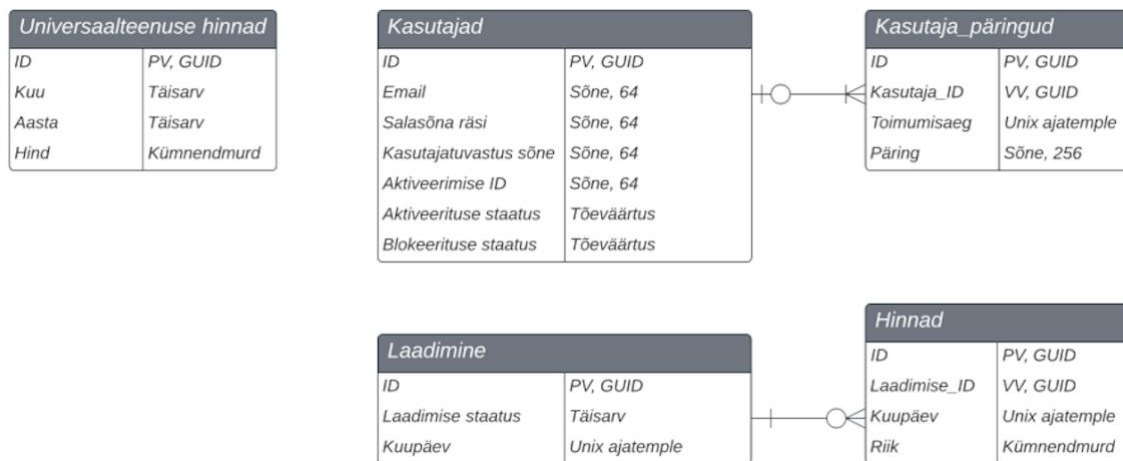 Universaalteenuse hinnad
ID PV, GUID
Kuu Täisarv
Aasta Täisarv
Hind Kümnendmurd
Kasutajad
ID PV, GUID
Email Sõne, 64
Salasõna räsi Sõne, 64
Kasutajatuvastus sõne Sõne, 64
Aktiveerimise ID Sõne, 64
Aktiveerituse staatus Tõeväärtus
Blokeerituse staatus Tõeväärtus
Kasutaja_päringud
ID PV, GUID
Kasutaja_ID VV, GUID
Toimumisaeg Unix ajatemple
Päring Sõne, 256
Laadimine
ID PV, GUID
Laadimise staatus Täisarv
Kuupäev Unix ajatemple
Hinnad
ID PV, GUID
Laadimise_ID VV, GUID
Kuupäev Unix ajatemple
Riik Kümnendmurd